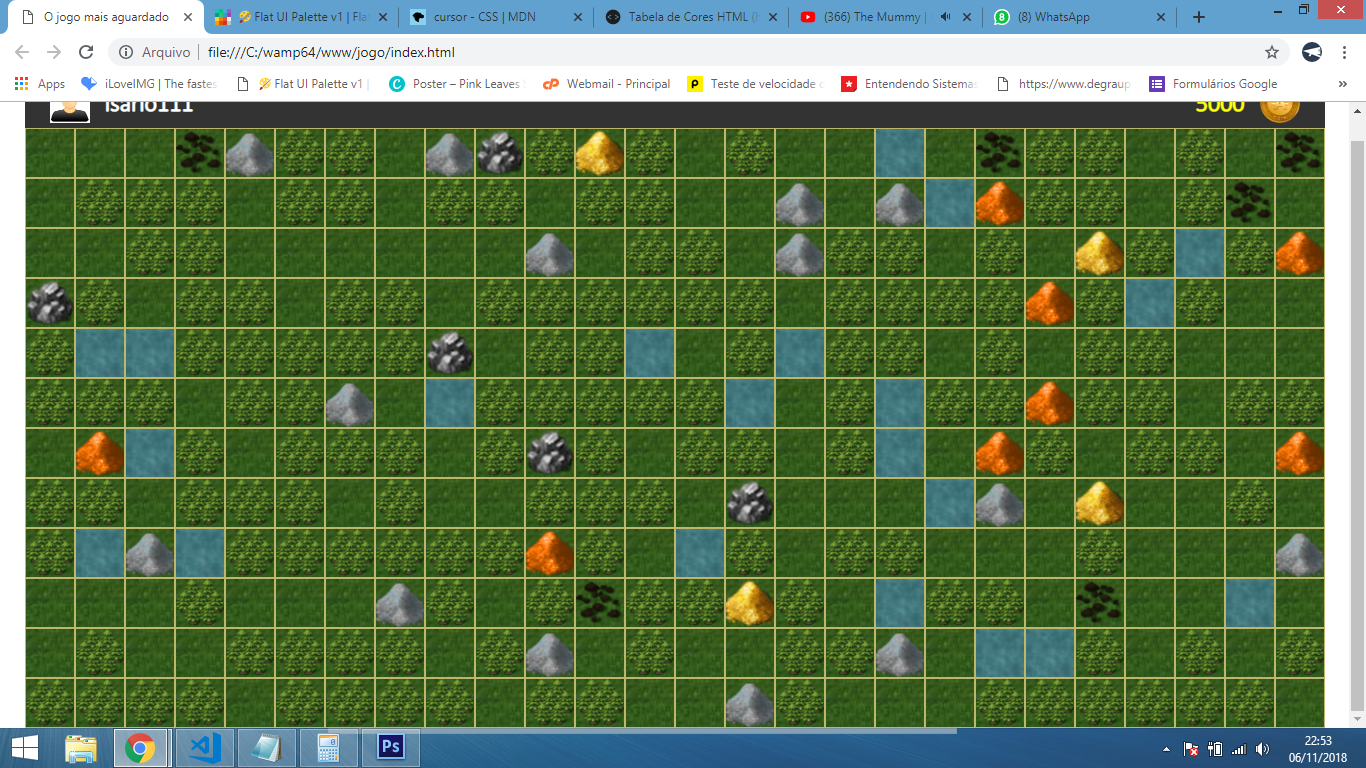 O jogo mais aguardado
Flat UI Palette v1 | Fla
cursor - CSS | MDN
Tabela de Cores HTML (
(366) The Mummy |
(8) WhatsApp
Arquivo
file:///C:/wamp64/www/jogo/index.html
Apps
iLoveIMG | The fastes
Flat UI Palette v1 |
Poster – Pink Leaves
Webmail - Principal
Teste de velocidade
Entendendo Sistemas
https://www.degraup
Formulários Google
»
isario111
5000
Ps
22:53
06/11/2018